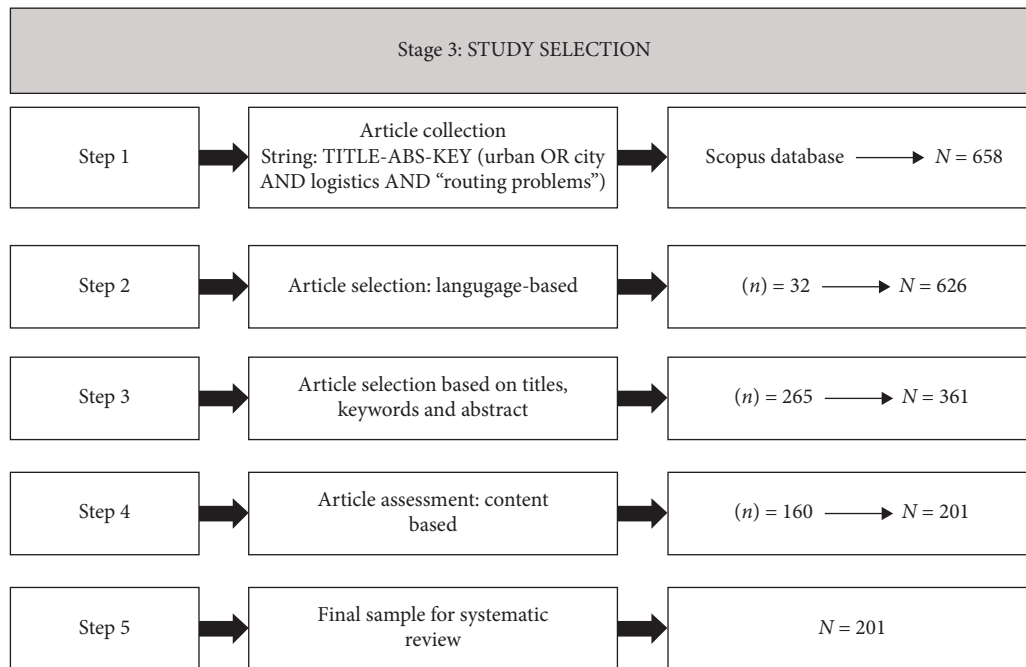 Stage 3: STUDY SELECTION
Step 1
Article collection
String: TITLE-ABS-KEY (urban OR city
AND logistics AND “routing problems”)
Scopus database
N = 658
Step 2
Article selection: langugage-based
(n) = 32
N = 626
Step 3
Article selection based on titles,
keywords and abstract
(n) = 265
N = 361
Step 4
Article assessment: content
based
(n) = 160
N = 201
Step 5
Final sample for systematic
review
N = 201